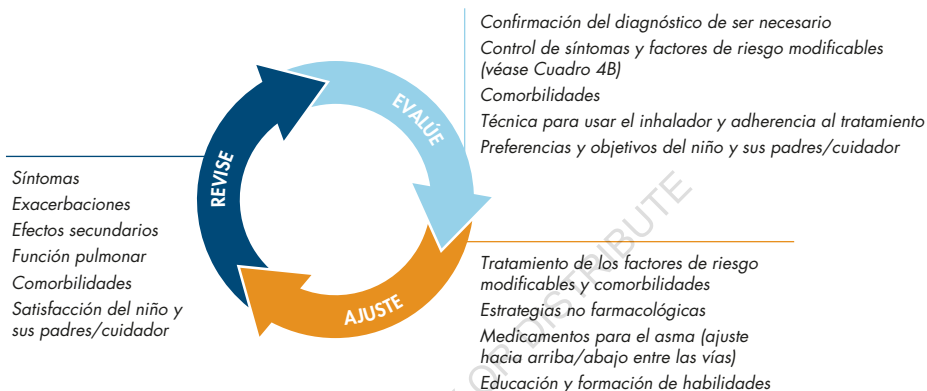 Confirmación del diagnóstico de ser necesario
Control de síntomas y factores de riesgo modificables
(véase Cuadro 4B)
Comorbilidades
Técnica para usar el inhalador y adherencia al tratamiento
Preferencias y objetivos del niño y sus padres/cuidador
EVALÚE
REVISE
Síntomas
Exacerbaciones
Efectos secundarios
Función pulmonar
Comorbilidades
Satisfacción del niño y
sus padres/cuidador
AJUSTE
Tratamiento de los factores de riesgo
modificables y comorbilidades
Estrategias no farmacológicas
Medicamentos para el asma (ajuste
hacia arriba/abajo entre las vías)
Educación y formación de habilidades
OR DISTRIBUTE